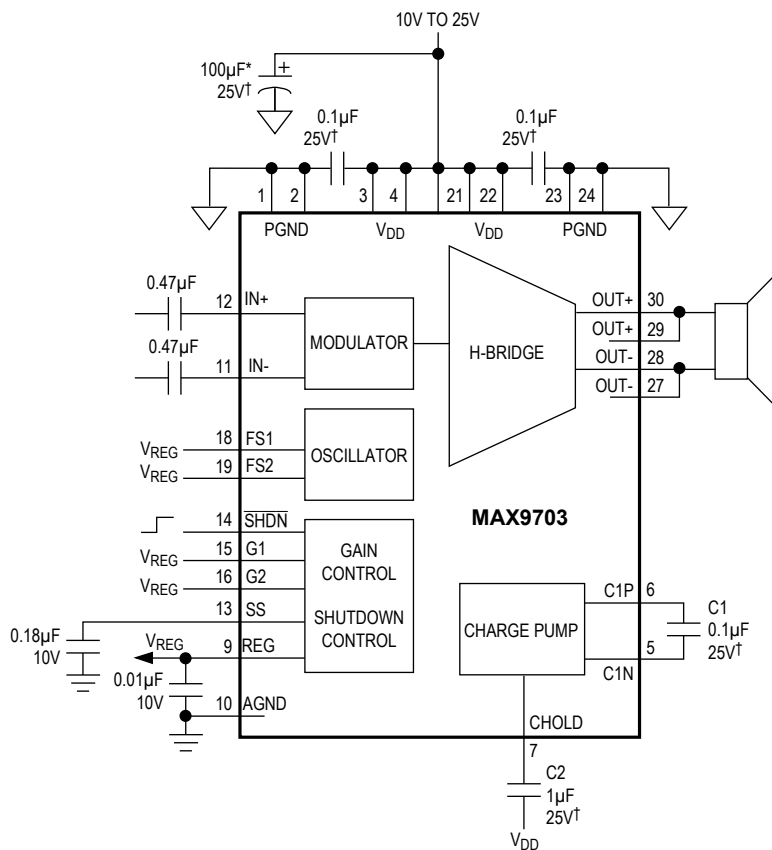 10V TO 25V
100µF*
25V†
+
0.1µF
25V†
0.1µF
25V†
1
2
3
4
21
22
23
24
PGND
VDD
VDD
PGND
0.47µF
12
IN+
MODULATOR
H-BRIDGE
OUT+
30
OUT+
29
OUT-
28
OUT-
27
0.47µF
11
IN-
VREG
18
FS1
OSCILLATOR
VREG
19
FS2
MAX9703
14
SHDN
VREG
15
G1
GAIN
CONTROL
VREG
16
G2
13
SS
SHUTDOWN
CONTROL
0.18µF
10V
VREG
9
REG
0.01µF
10V
10
AGND
CHARGE PUMP
C1P
6
C1
0.1µF
25V†
5
C1N
CHOLD
7
C2
1µF
25V†
VDD